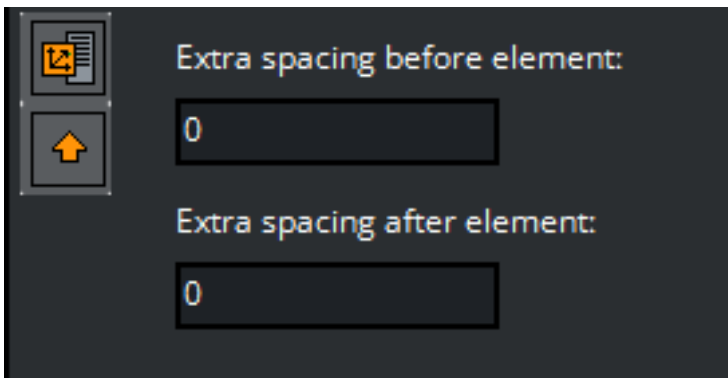 Extra spacing before element:
0
Extra spacing after element:
0